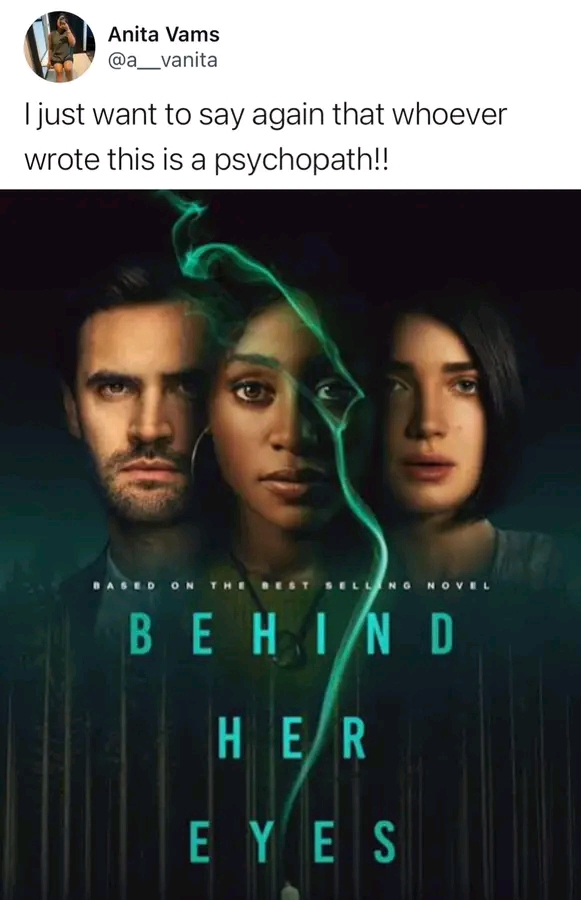 Anita Vams
@a__vanita
I just want to say again that whoever
wrote this is a psychopath!!
BASED ON THE BEST SELLING NOVEL
BEHIND
HER
EYES